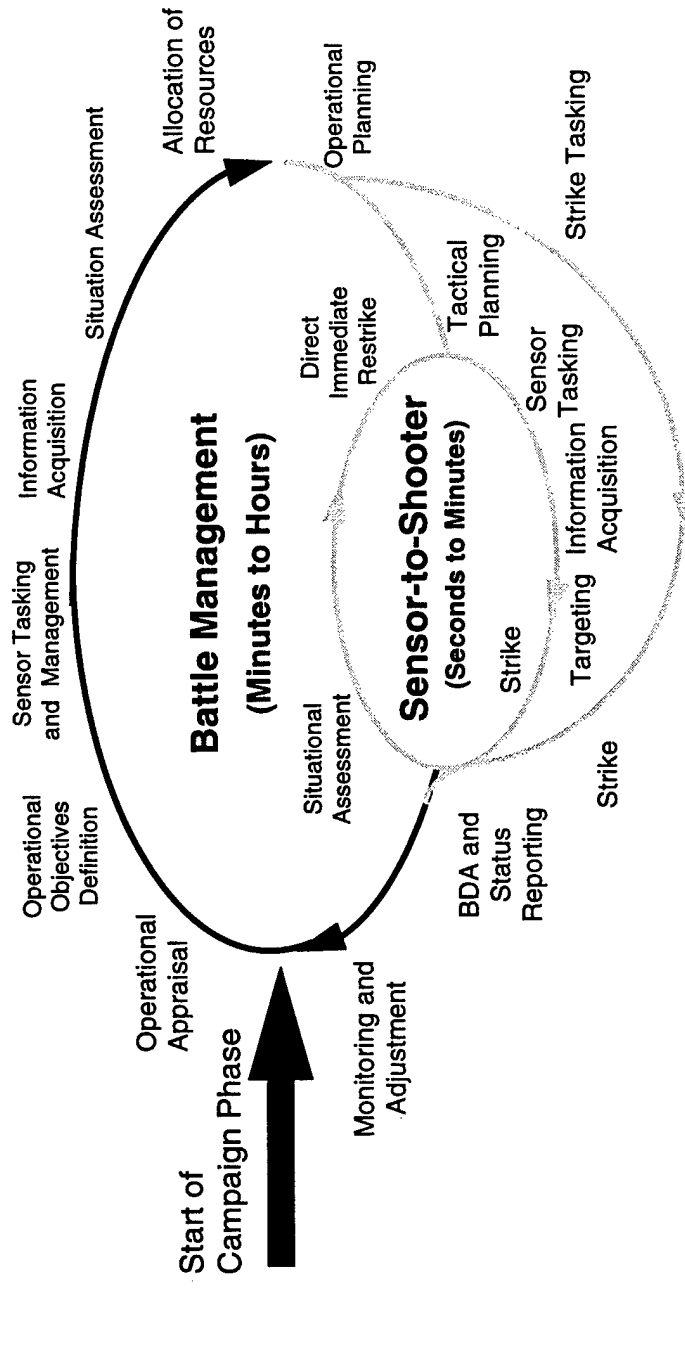 Start of
Campaign Phase
Operational
Appraisal
Operational
Objectives
Definition
Sensor Tasking
and Management
Information
Acquisition
Situation Assessment
Allocation of
Resources
Operational
Planning
Battle Management
(Minutes to Hours)
Situational
Assessment
Direct
Immediate
Restrike
Tactical
Planning
Sensor-to-Shooter
(Seconds to Minutes)
Strike
Sensor
Tasking
Information
Acquisition
Targeting
Strike Tasking
Strike
BDA and
Status
Reporting
Monitoring and
Adjustment